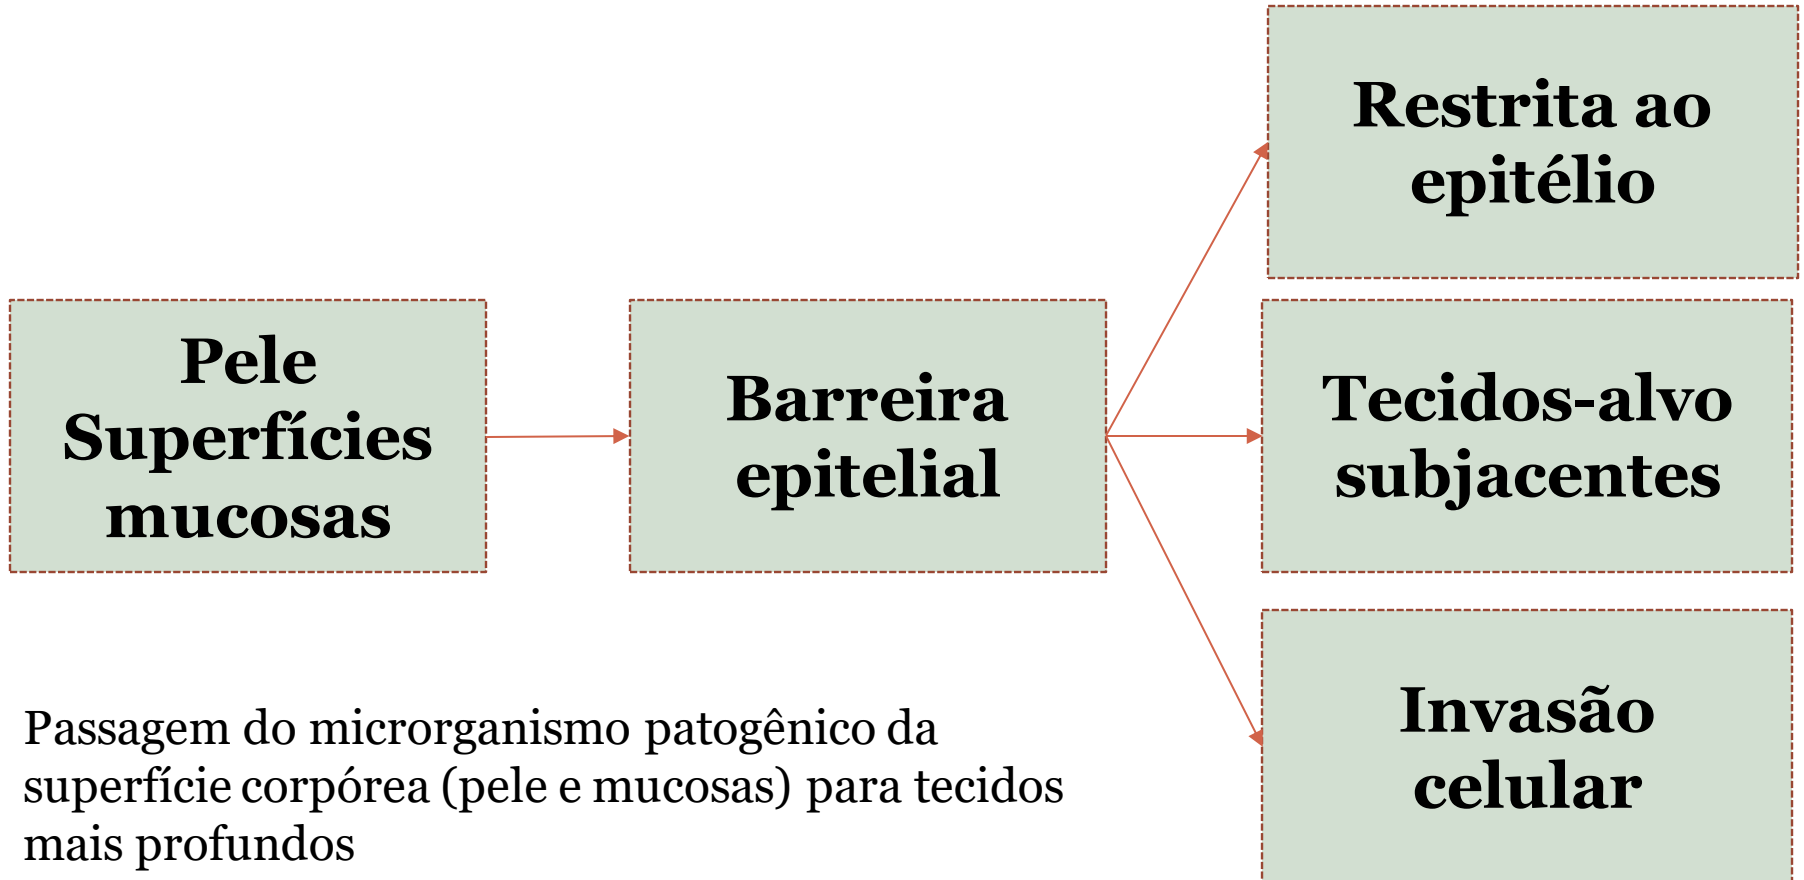 Restrita ao
epitélio
Pele
Superfícies
mucosas
Barreira
epitelial
Tecidos-alvo
subjacentes
Invasão
celular
Passagem do microrganismo patogênico da
superfície corpórea (pele e mucosas) para tecidos
mais profundos